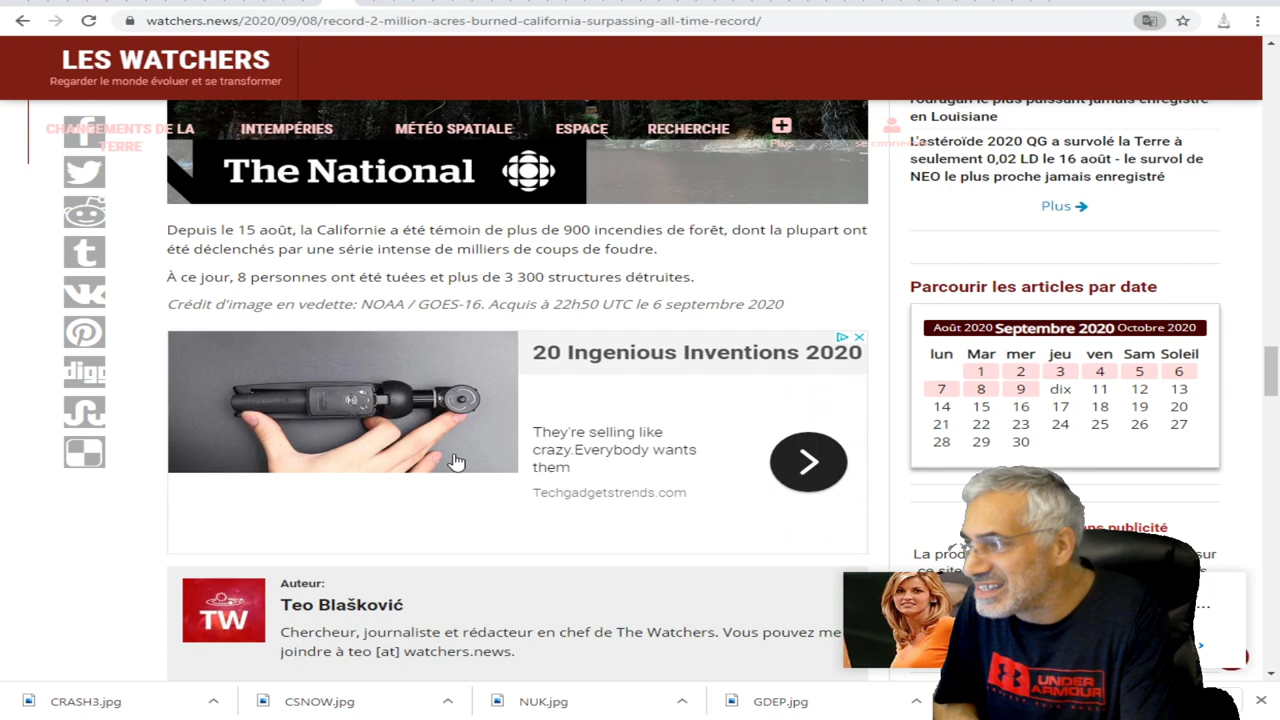 watchers.news/2020/09/08/record-2-million-acres-burned-california-surpassing-all-time-record/
LES WATCHERS
Regarder le monde évoluer et se transformer
CHANGEMENTS DE LA
TERRE
INTEMPÉRIES
MÉTÉO SPATIALE
ESPACE
RECHERCHE
Plus
The National
Depuis le 15 août, la Californie a été témoin de plus de 900 incendies de forêt, dont la plupart ont
été déclenchés par une série intense de milliers de coups de foudre.
À ce jour, 8 personnes ont été tuées et plus de 3 300 structures détruites.
Crédit d'image en vedette: NOAA / GOES-16. Acquis à 22h50 UTC le 6 septembre 2020
20 Ingenious Inventions 2020
They're selling like
crazy.Everybody wants
them
Techgadgetstrends.com
TW
Auteur:
Teo Blašković
Chercheur, journaliste et rédacteur en chef de The Watchers. Vous pouvez me
joindre à teo [at] watchers.news.
ouragan le plus puissant jamais enregistré
en Louisiane
L'astéroïde 2020 QG a survolé la Terre à
seulement 0,02 LD le 16 août - le survol de
NEO le plus proche jamais enregistré
Plus
Parcourir les articles par date
Août 2020 Septembre 2020 Octobre 2020
lun Mar mer jeu ven Sam Soleil
1 2 3 4 5 6
7 8 9 dix 11 12 13
14 15 16 17 18 19 20
21 22 23 24 25 26 27
28 29 30
publicité
La
sur
ce
...
UNDER
ARMOUR
digg
CRASH3.jpg
CSNOW.jpg
NUK.jpg
GDEP.jpg